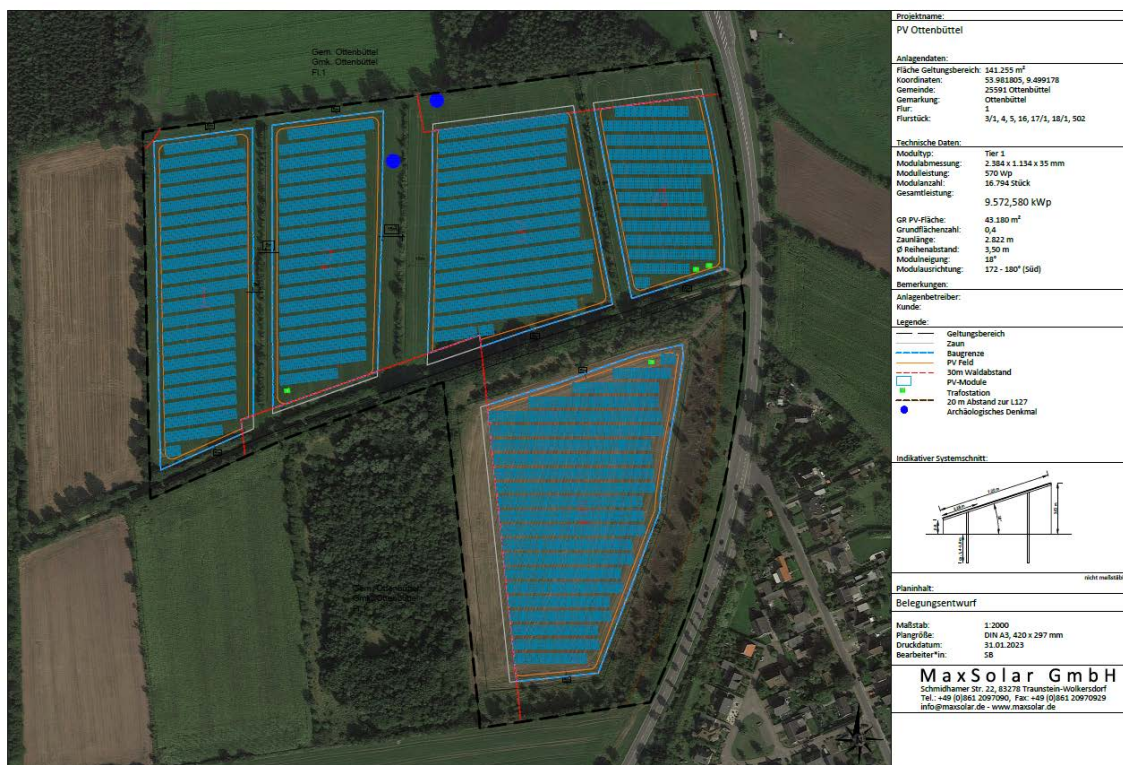 Gem. Ottenbüttel
Gmk. Ottenbüttel
Fl.1
Projektname:
PV Ottenbüttel
Anlagendaten:
Fläche Geltungsbereich: 141.255 m²
Koordinaten: 53.981805, 9.499178
Gemeinde: 25591 Ottenbüttel
Gemarkung: Ottenbüttel
Flur: 1
Flurstück: 3/1, 4, 5, 16, 17/1, 18/1, 502
Technische Daten:
Modultyp: Tier 1
Modulabmessung: 2.384 x 1.134 x 35 mm
Modulleistung: 570 Wp
Modulanzahl: 16.794 Stück
Gesamtleistung:
9.572,580 kWp
GR PV-Fläche: 43.180 m²
Grundflächenzahl: 0,4
Zaunlänge: 2.822 m
Ø Reihenabstand: 3,50 m
Modulneigung: 18°
Modulausrichtung: 172 - 180° (Süd)
Bemerkungen:
Anlagenbetreiber:
Kunde:
Legende:
Geltungsbereich
Zaun
Baugrenze
PV Feld
30m Waldabstand
PV-Module
Trafostation
20 m Abstand zur L127
Archäologisches Denkmal
Indikativer Systemschnitt:
nicht maßstäbl
Planinhalt:
Belegungsentwurf
Maßstab: 1:2000
Plangröße: DIN A3, 420 x 297 mm
Druckdatum: 31.01.2023
Bearbeiter*in: SB
MaxSolar GmbH
Schmidhamer Str. 22, 83278 Traunstein-Wolkersdorf
Tel.: +49 (0)861 2097090, Fax: +49 (0)861 20970929
info@maxsolar.de - www.maxsolar.de